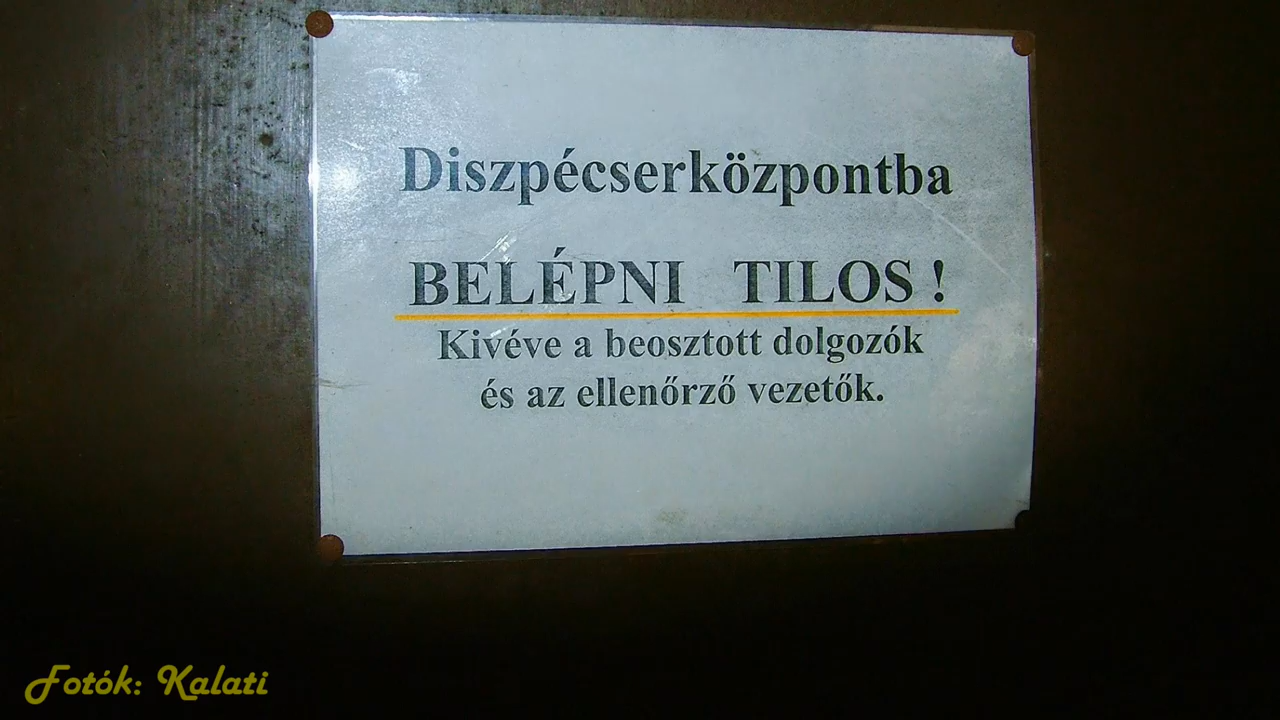 Diszpécserközpontba
BELÉPNI TILOS !
Kivéve a beosztott dolgozók
és az ellenőrző vezetők.
Fotók: Kalati